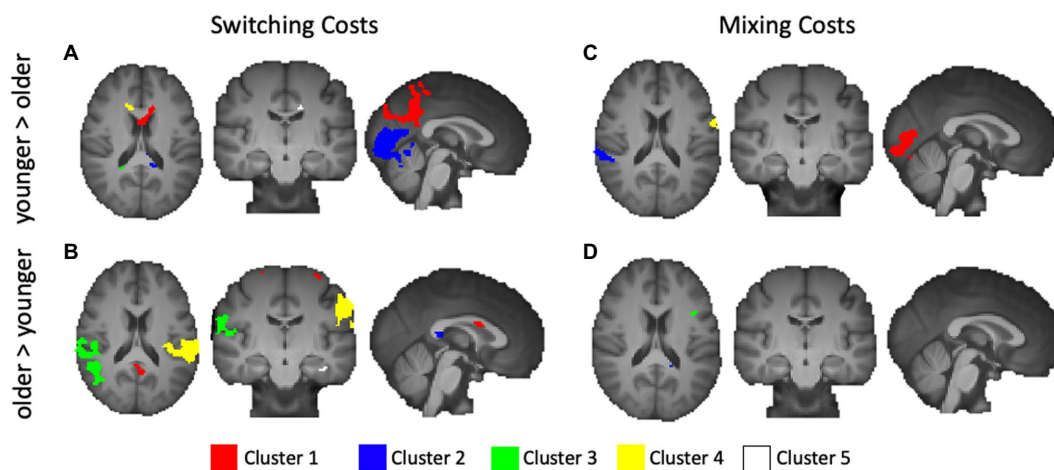 Switching Costs
Mixing Costs
younger > older
A
C
older > younger
B
D
Cluster 1
Cluster 2
Cluster 3
Cluster 4
Cluster 5